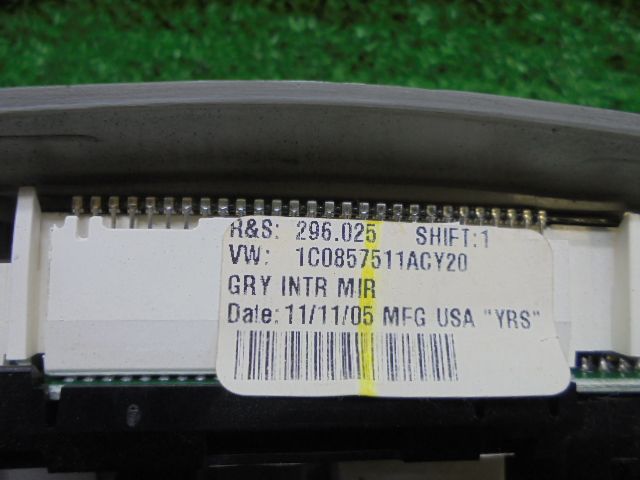 R&S: 296.025 SHIFT:1
VW: 1C0857511ACY20
GRY INTR MIR
Date: 11/11/05 MFG USA "YRS"